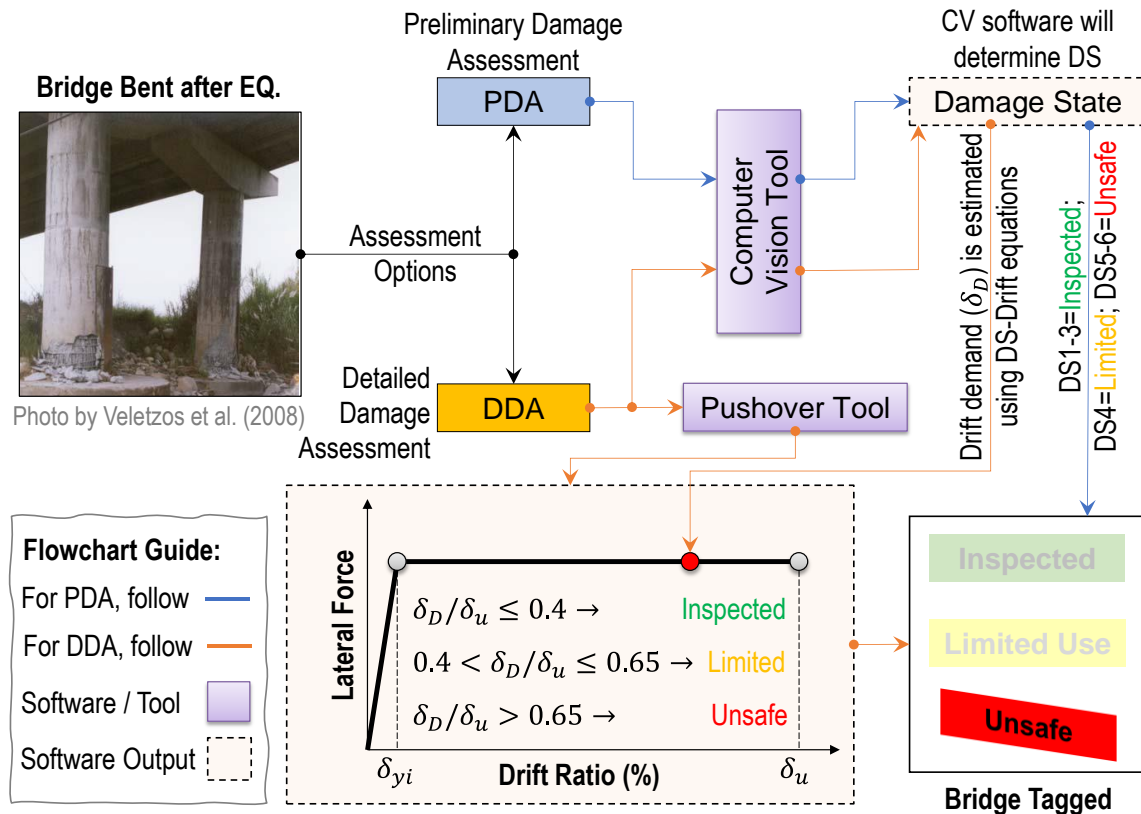 Preliminary Damage
Assessment
PDA
CV software will
determine DS
Damage State
Bridge Bent after EQ.
Photo by Veletzos et al. (2008)
Assessment
Options
Computer
Vision Tool
Detailed
Damage
Assessment
DDA
Pushover Tool
Drift demand (δ_D) is estimated
using DS-Drift equations
DS1-3=Inspected;
DS4=Limited; DS5-6=Unsafe
Flowchart Guide:
For PDA, follow
For DDA, follow
Software / Tool
Software Output
Lateral Force
δ_D/δ_u ≤ 0.4 → Inspected
0.4 < δ_D/δ_u ≤ 0.65 → Limited
δ_D/δ_u > 0.65 → Unsafe
δ_yi
Drift Ratio (%)
δ_u
Inspected
Limited Use
Unsafe
Bridge Tagged